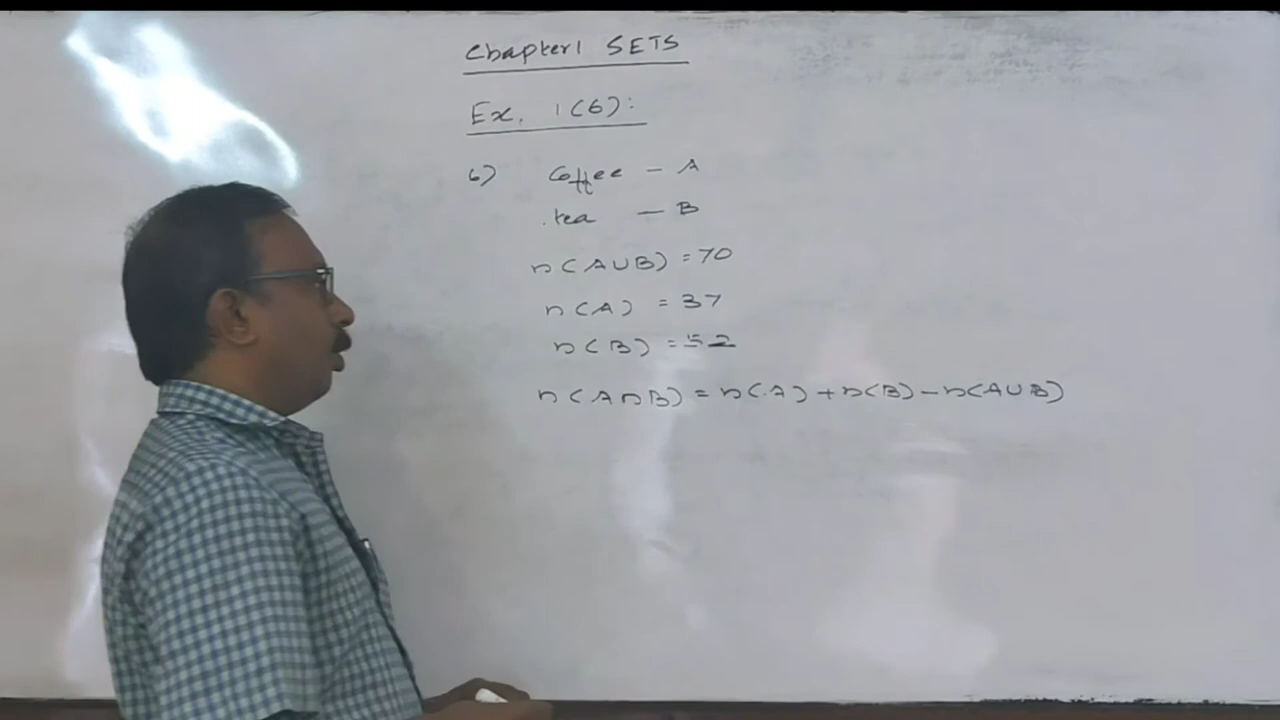 Chapter1 SETS
Ex. 1(6):
6) Coffee - A
tea - B
n(A∪B) = 70
n(A) = 37
n(B) = 52
n(A∩B) = n(A) + n(B) - n(A∪B)